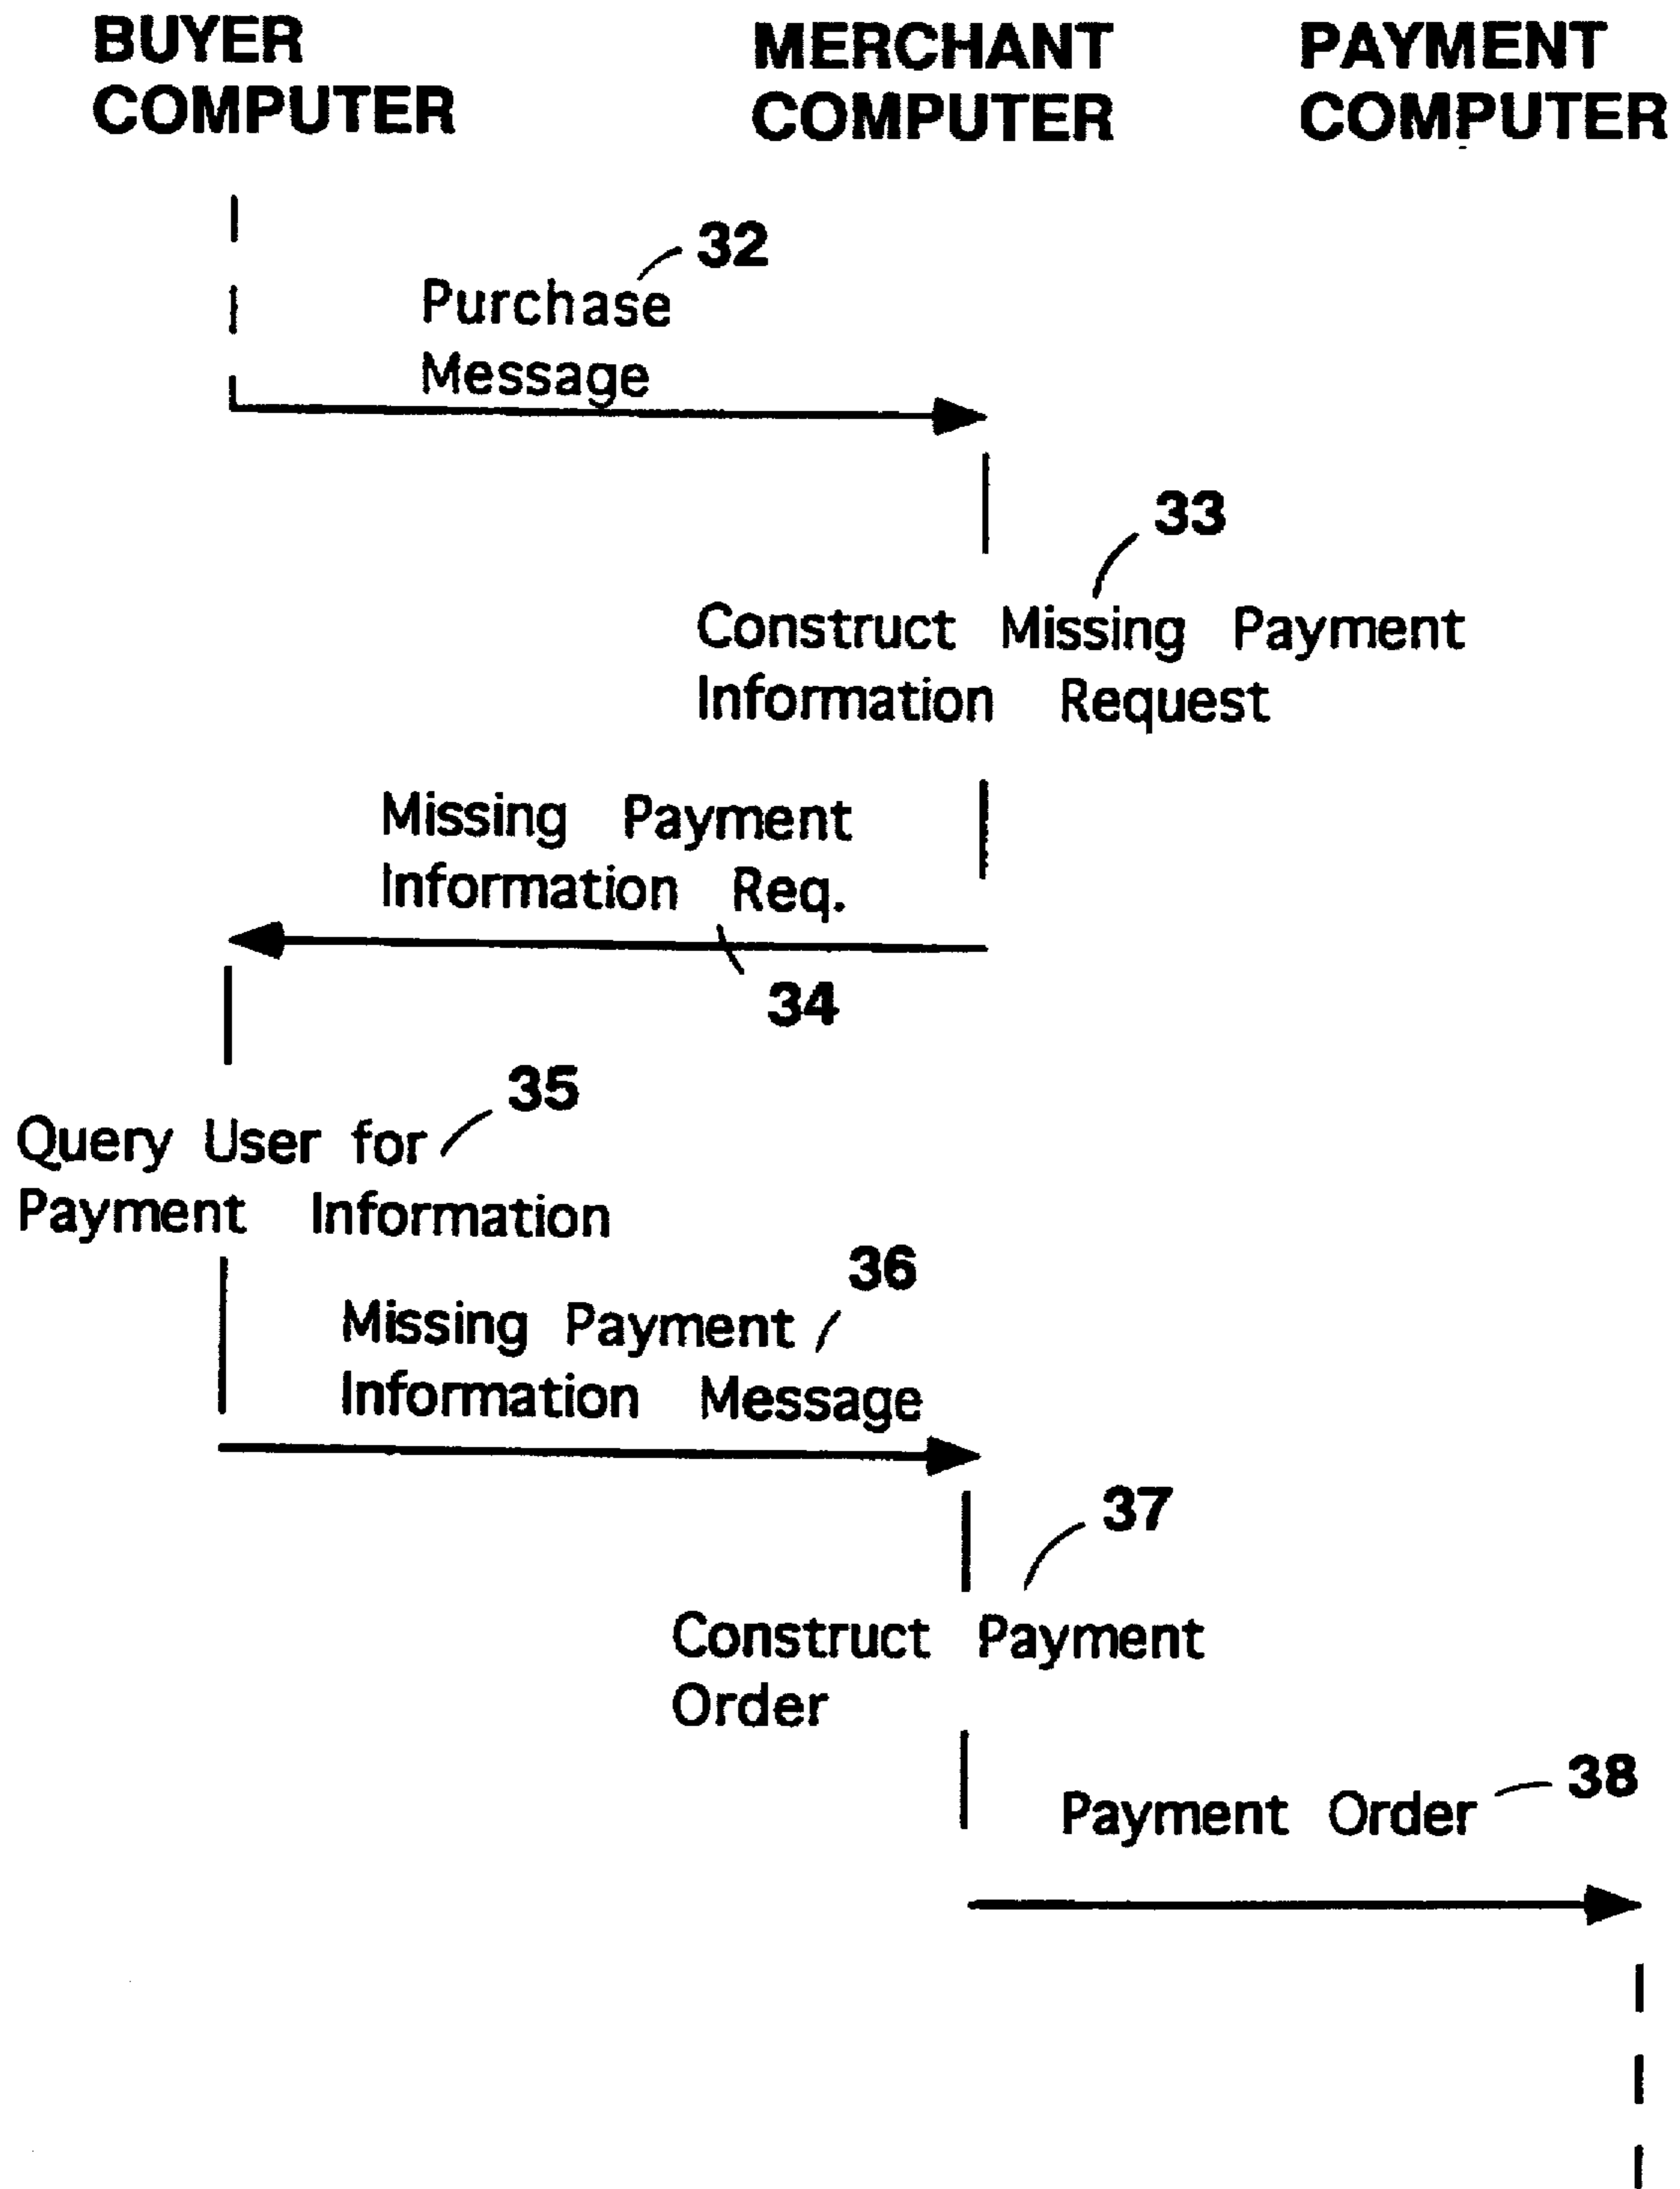 BUYER
COMPUTER
MERCHANT
COMPUTER
PAYMENT
COMPUTER
32
Purchase
Message
33
Construct Missing Payment
Information Request
Missing Payment
Information Req.
34
35
Query User for
Payment Information
36
Missing Payment
Information Message
37
Construct Payment
Order
38
Payment Order